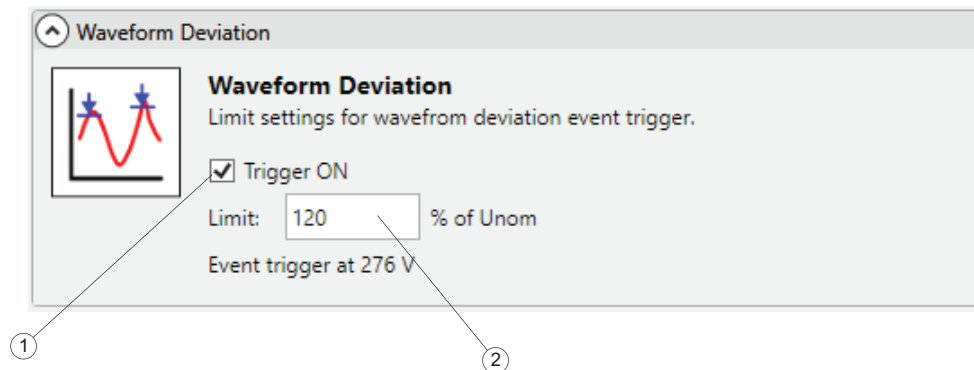 Waveform Deviation
Waveform Deviation
Limit settings for wavefrom deviation event trigger.
Trigger ON
Limit: 120 % of Unom
Event trigger at 276 V
1
2